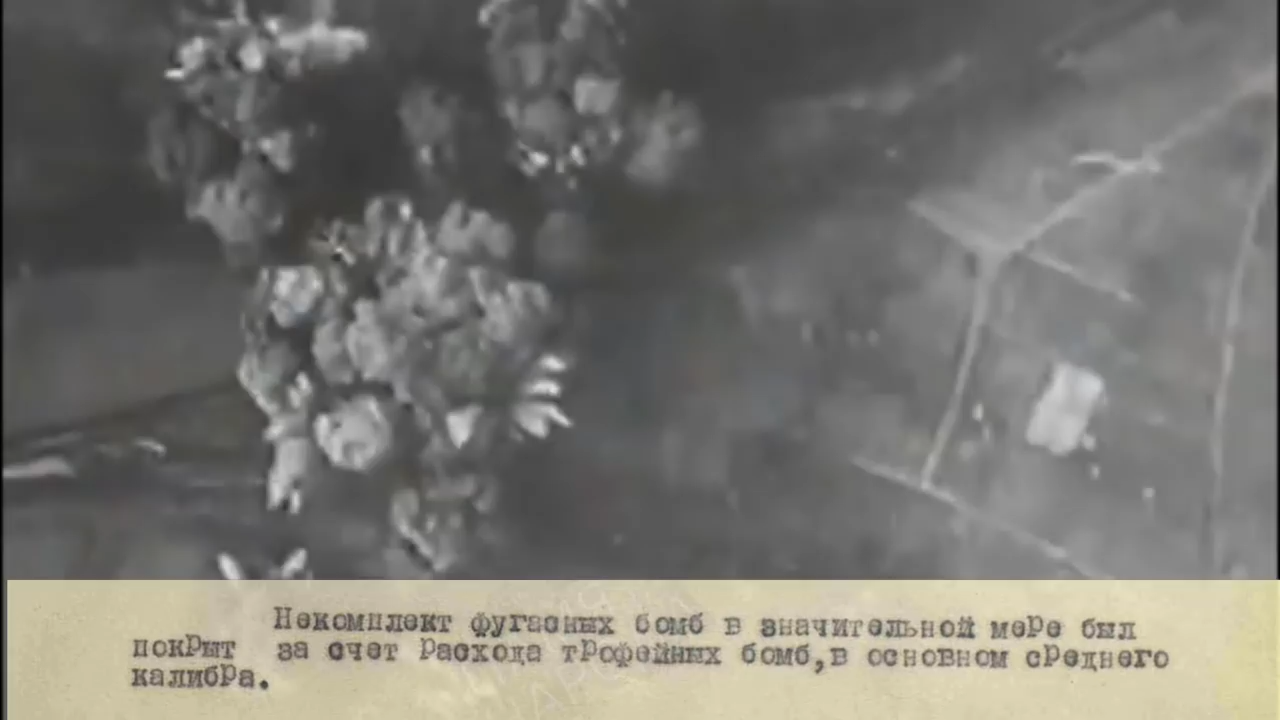 Некомплект фугасных бомб в значительной мере был
покрыт за счет расхода трофейных бомб, в основном среднего
калибра.